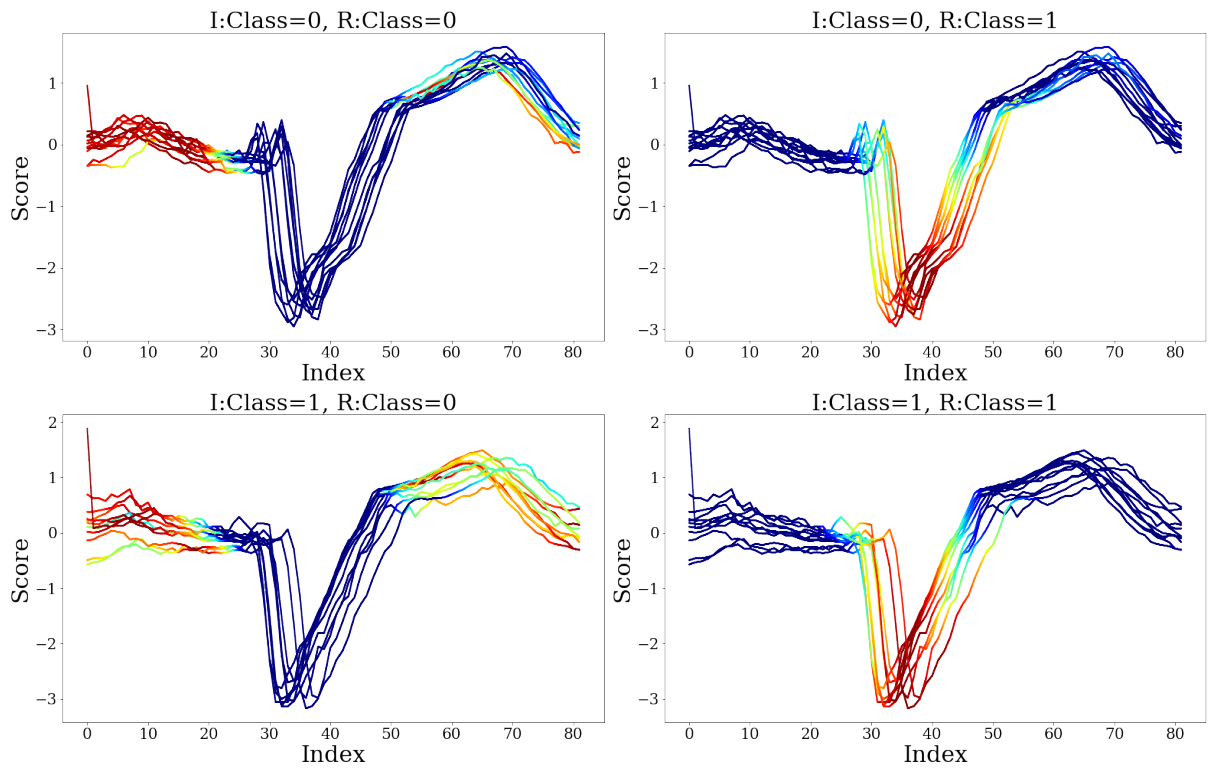 I:Class=0, R:Class=0
1
0
−1
−2
−3
Score
0 10 20 30 40 50 60 70 80
Index
I:Class=0, R:Class=1
1
0
−1
−2
−3
Score
0 10 20 30 40 50 60 70 80
Index
I:Class=1, R:Class=0
2
1
0
−1
−2
−3
Score
0 10 20 30 40 50 60 70 80
Index
I:Class=1, R:Class=1
2
1
0
−1
−2
−3
Score
0 10 20 30 40 50 60 70 80
Index